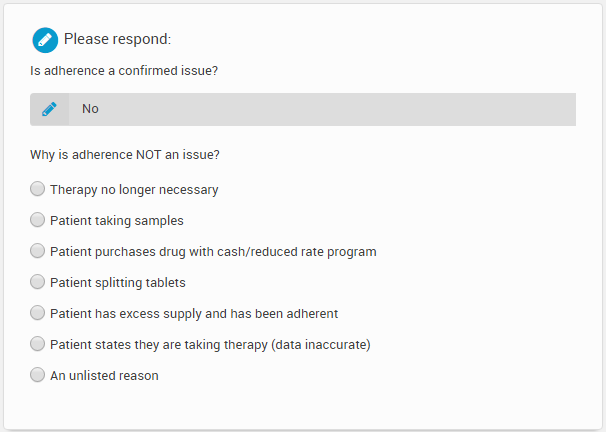 Please respond:
Is adherence a confirmed issue?
No
Why is adherence NOT an issue?
Therapy no longer necessary
Patient taking samples
Patient purchases drug with cash/reduced rate program
Patient splitting tablets
Patient has excess supply and has been adherent
Patient states they are taking therapy (data inaccurate)
An unlisted reason